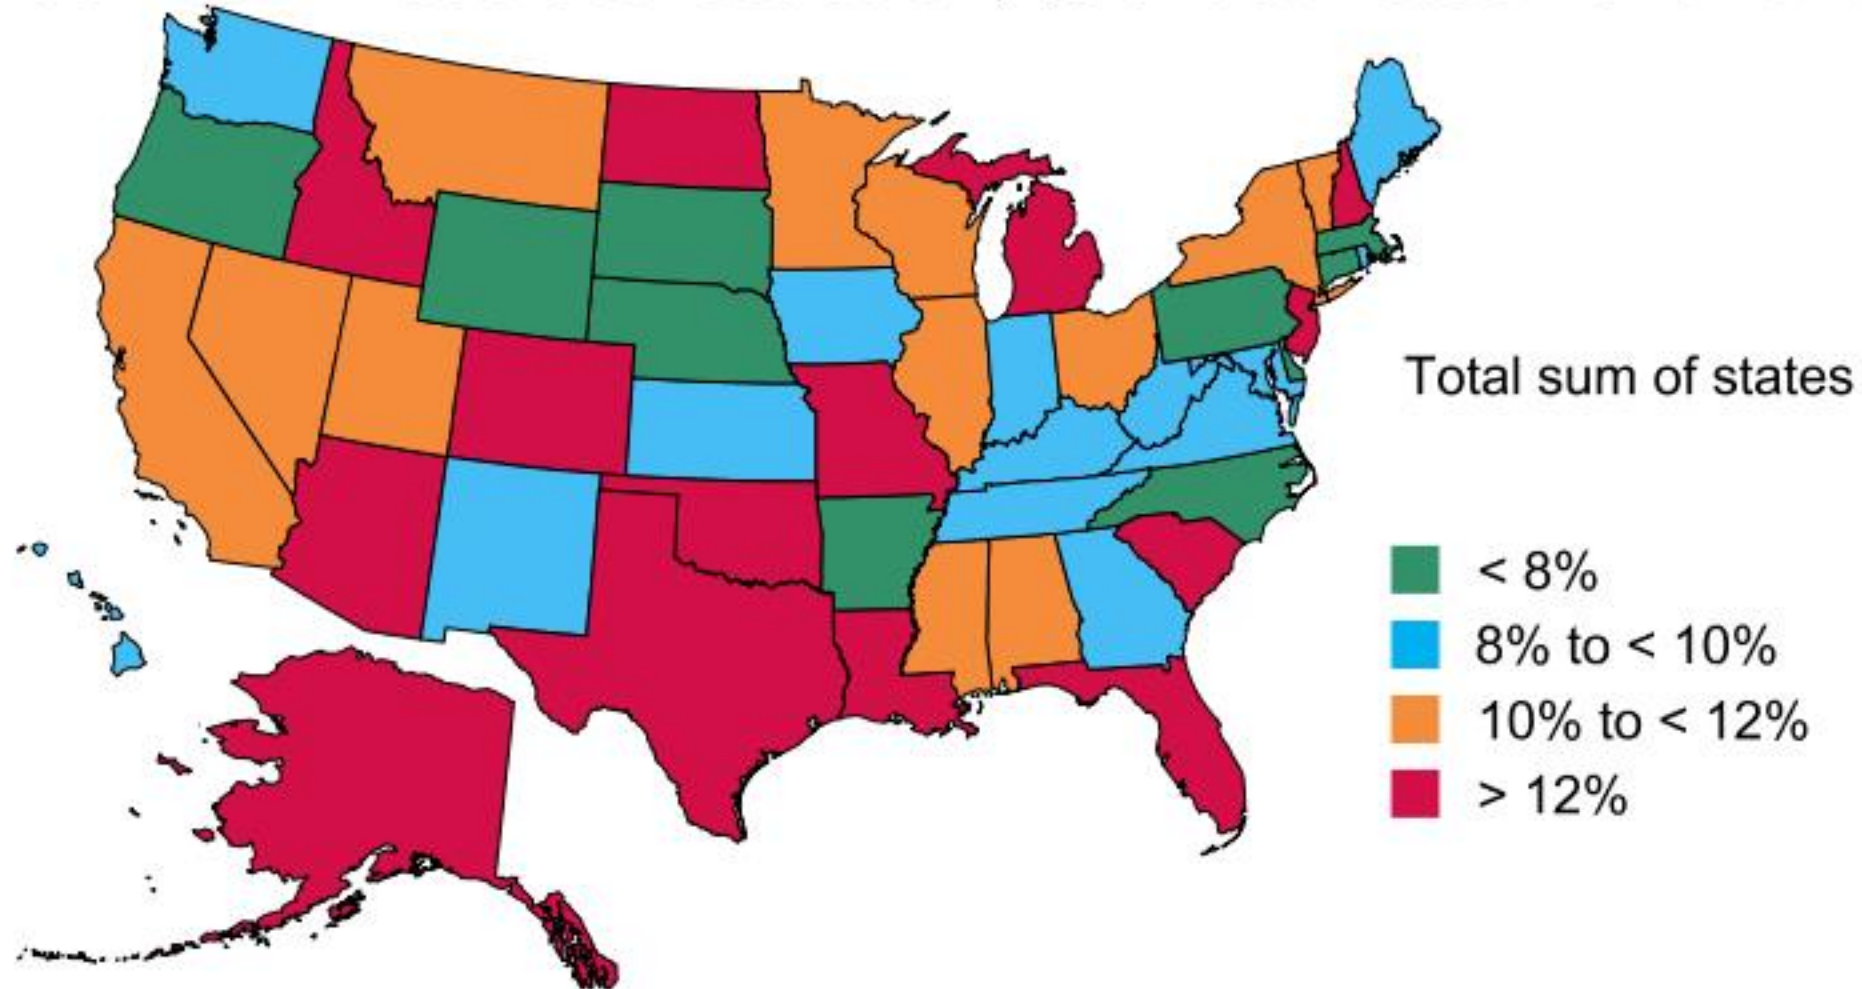 Total sum of states
< 8%
8% to < 10%
10% to < 12%
> 12%